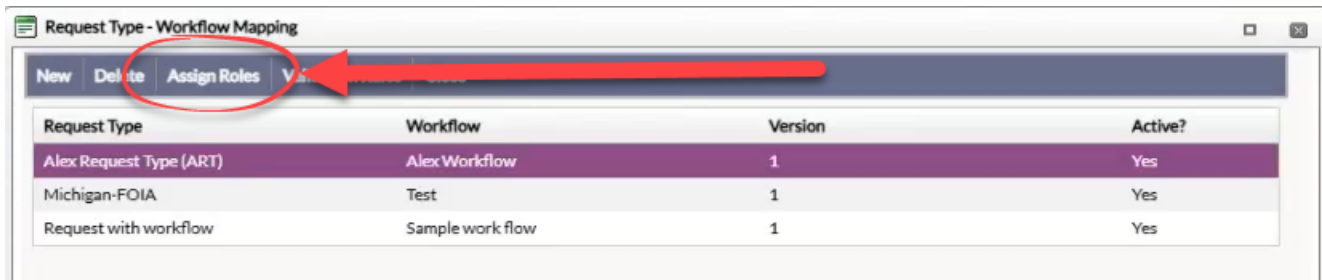 Request Type - Workflow Mapping
New Delete Assign Roles
Request Type Workflow Version Active?
Alex Request Type (ART) Alex Workflow 1 Yes
Michigan-FOIA Test 1 Yes
Request with workflow Sample work flow 1 Yes